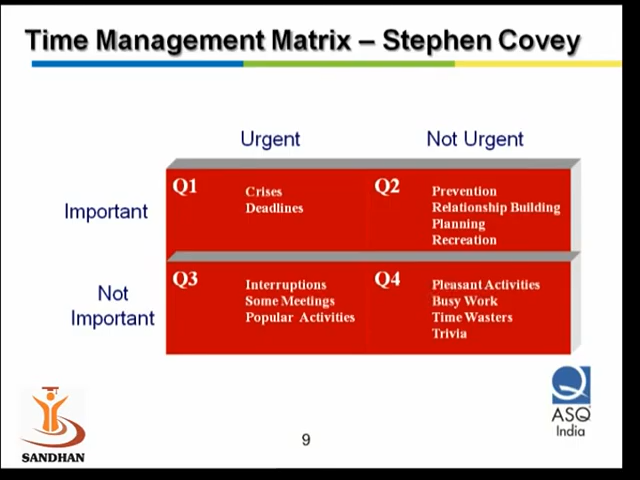 Time Management Matrix – Stephen Covey
Urgent
Not Urgent
Important
Q1
Crises
Deadlines
Q2
Prevention
Relationship Building
Planning
Recreation
Not
Important
Q3
Interruptions
Some Meetings
Popular Activities
Q4
Pleasant Activities
Busy Work
Time Wasters
Trivia
SANDHAN
9
ASQ
India